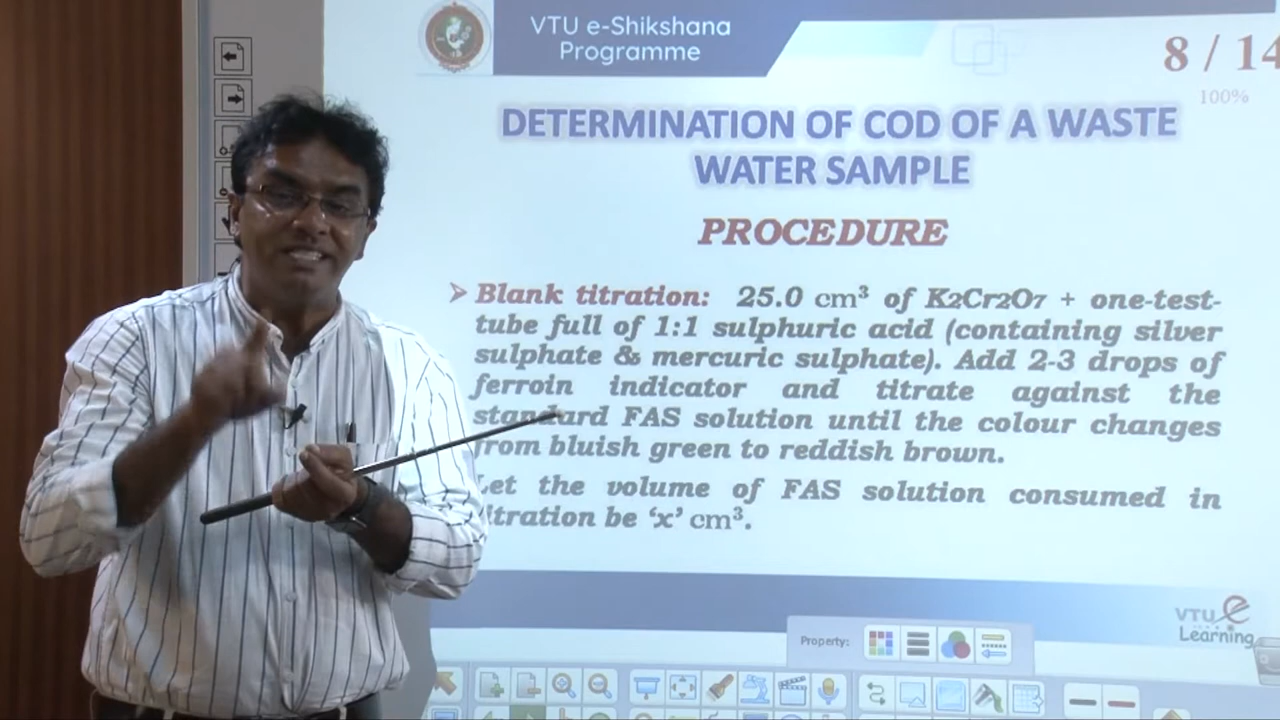 VTU e-Shikshana
Programme
8 / 14
100%
DETERMINATION OF COD OF A WASTE
WATER SAMPLE
PROCEDURE
➢ Blank titration: 25.0 cm³ of K2Cr2O7 + one-test-
tube full of 1:1 sulphuric acid (containing silver
sulphate & mercuric sulphate). Add 2-3 drops of
ferroin indicator and titrate against the
standard FAS solution until the colour changes
from bluish green to reddish brown.
Let the volume of FAS solution consumed in
titration be ‘x’ cm³.
VTU e
Learning
Property: